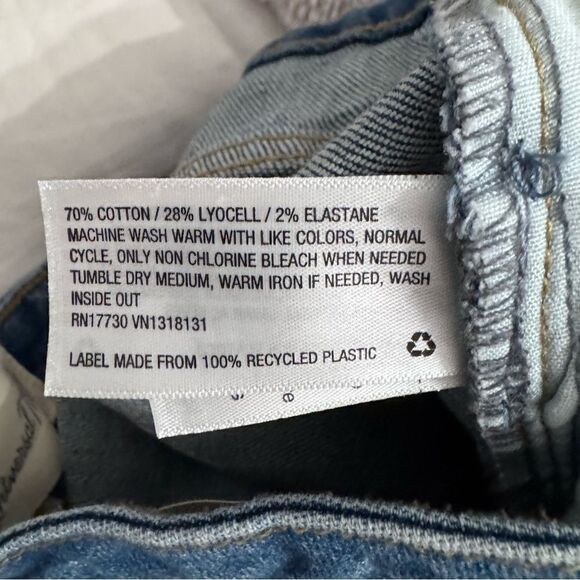 70% COTTON / 28% LYOCELL / 2% ELASTANE
MACHINE WASH WARM WITH LIKE COLORS, NORMAL
CYCLE, ONLY NON CHLORINE BLEACH WHEN NEEDED
TUMBLE DRY MEDIUM, WARM IRON IF NEEDED, WASH
INSIDE OUT
RN17730 VN1318131
LABEL MADE FROM 100% RECYCLED PLASTIC